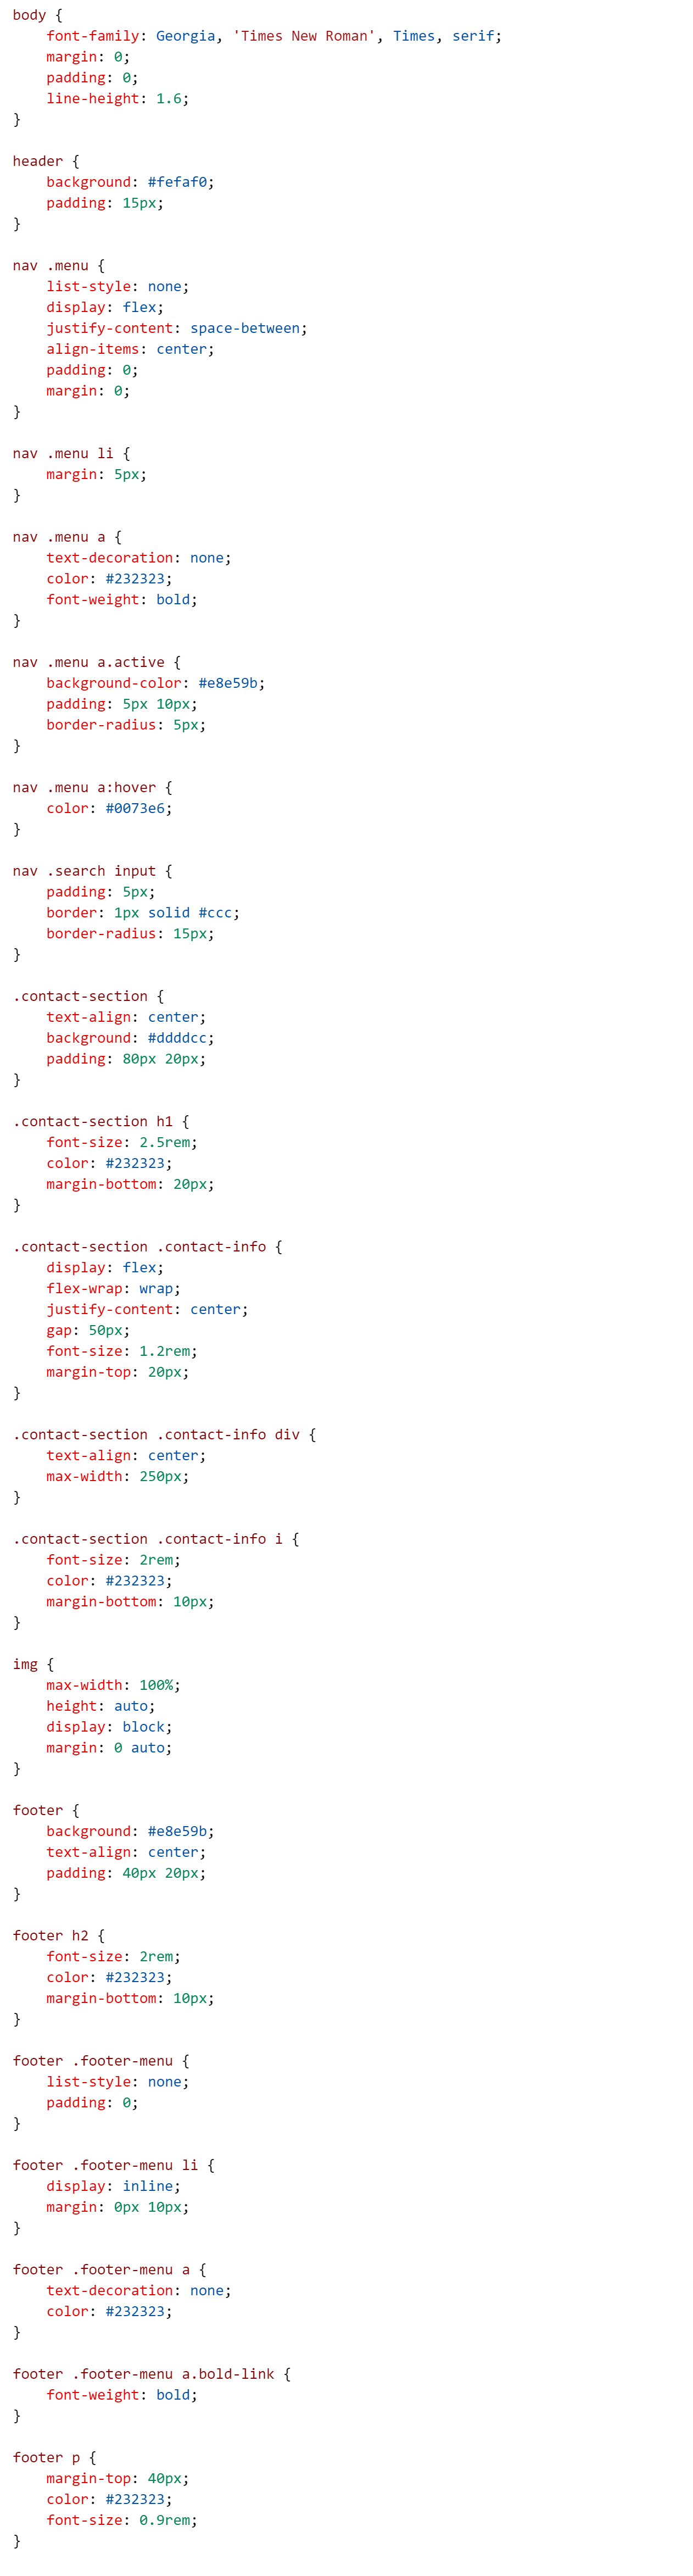 body {
    font-family: Georgia, 'Times New Roman', Times, serif;
    margin: 0;
    padding: 0;
    line-height: 1.6;
}

header {
    background: #fefaf0;
    padding: 15px;
}

nav .menu {
    list-style: none;
    display: flex;
    justify-content: space-between;
    align-items: center;
    padding: 0;
    margin: 0;
}

nav .menu li {
    margin: 5px;
}

nav .menu a {
    text-decoration: none;
    color: #232323;
    font-weight: bold;
}

nav .menu a.active {
    background-color: #e8e59b;
    padding: 5px 10px;
    border-radius: 5px;
}

nav .menu a:hover {
    color: #0073e6;
}

nav .search input {
    padding: 5px;
    border: 1px solid #ccc;
    border-radius: 15px;
}

.contact-section {
    text-align: center;
    background: #ddddcc;
    padding: 80px 20px;
}

.contact-section h1 {
    font-size: 2.5rem;
    color: #232323;
    margin-bottom: 20px;
}

.contact-section .contact-info {
    display: flex;
    flex-wrap: wrap;
    justify-content: center;
    gap: 50px;
    font-size: 1.2rem;
    margin-top: 20px;
}

.contact-section .contact-info div {
    text-align: center;
    max-width: 250px;
}

.contact-section .contact-info i {
    font-size: 2rem;
    color: #232323;
    margin-bottom: 10px;
}

img {
    max-width: 100%;
    height: auto;
    display: block;
    margin: 0 auto;
}

footer {
    background: #e8e59b;
    text-align: center;
    padding: 40px 20px;
}

footer h2 {
    font-size: 2rem;
    color: #232323;
    margin-bottom: 10px;
}

footer .footer-menu {
    list-style: none;
    padding: 0;
}

footer .footer-menu li {
    display: inline;
    margin: 0px 10px;
}

footer .footer-menu a {
    text-decoration: none;
    color: #232323;
}

footer .footer-menu a.bold-link {
    font-weight: bold;
}

footer p {
    margin-top: 40px;
    color: #232323;
    font-size: 0.9rem;
}